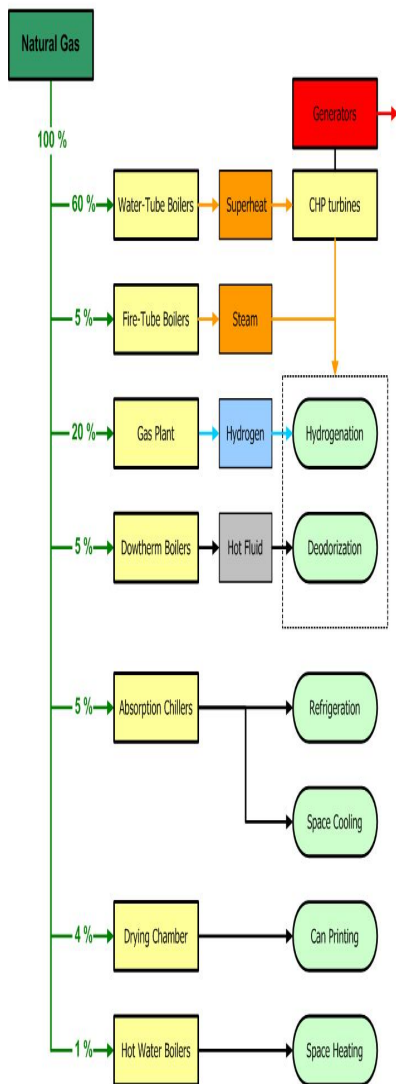 Natural Gas
100 %
Generators
60 %
Water-Tube Boilers
Superheat
CHP turbines
5 %
Fire-Tube Boilers
Steam
20 %
Gas Plant
Hydrogen
Hydrogenation
5 %
Dowtherm Boilers
Hot Fluid
Deodorization
5 %
Absorption Chillers
Refrigeration
Space Cooling
4 %
Drying Chamber
Can Printing
1 %
Hot Water Boilers
Space Heating